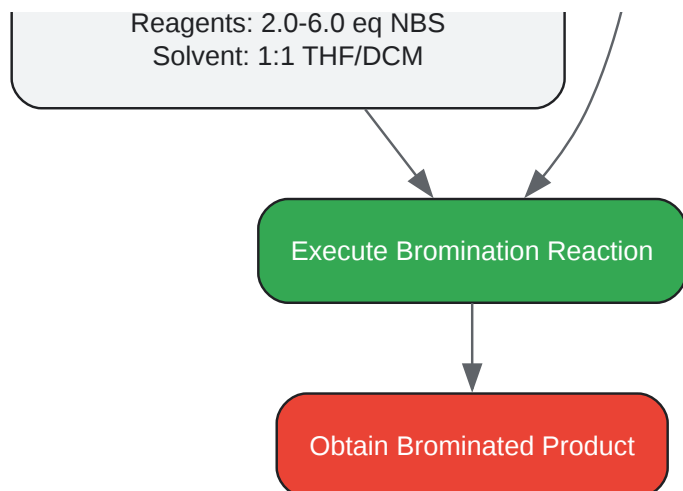 Reagents: 2.0-6.0 eq NBS
Solvent: 1:1 THF/DCM
Execute Bromination Reaction
Obtain Brominated Product